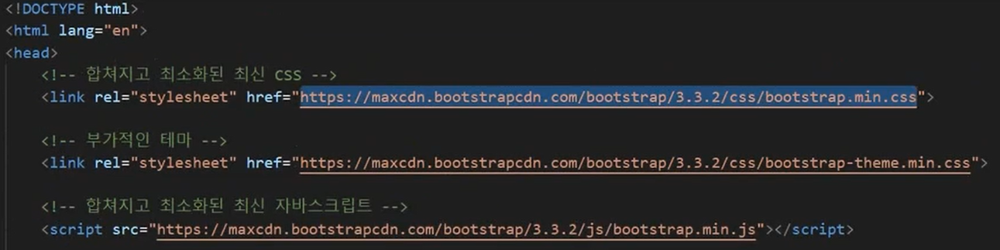 <!DOCTYPE html>
<html lang="en">
<head>
<!-- 합쳐지고 최소화된 최신 CSS -->
<link rel="stylesheet" href="https://maxcdn.bootstrapcdn.com/bootstrap/3.3.2/css/bootstrap.min.css">
<!-- 부가적인 테마 -->
<link rel="stylesheet" href="https://maxcdn.bootstrapcdn.com/bootstrap/3.3.2/css/bootstrap-theme.min.css">
<!-- 합쳐지고 최소화된 최신 자바스크립트 -->
<script src="https://maxcdn.bootstrapcdn.com/bootstrap/3.3.2/js/bootstrap.min.js"></script>